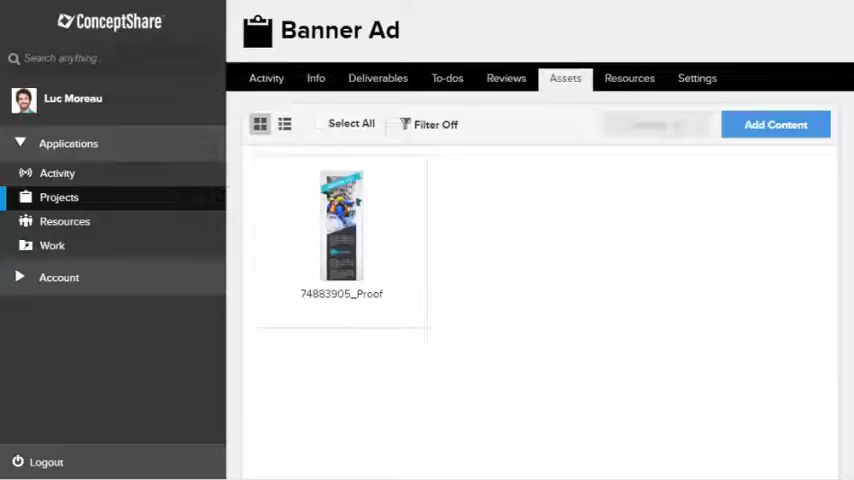 ConceptShare
Banner Ad
Search anything...
Activity Info Deliverables To-dos Reviews Assets Resources Settings
Luc Moreau
Select All Filter Off Add Content
Applications
Activity
Projects
Resources
Work
Account
74883905_Proof
Logout